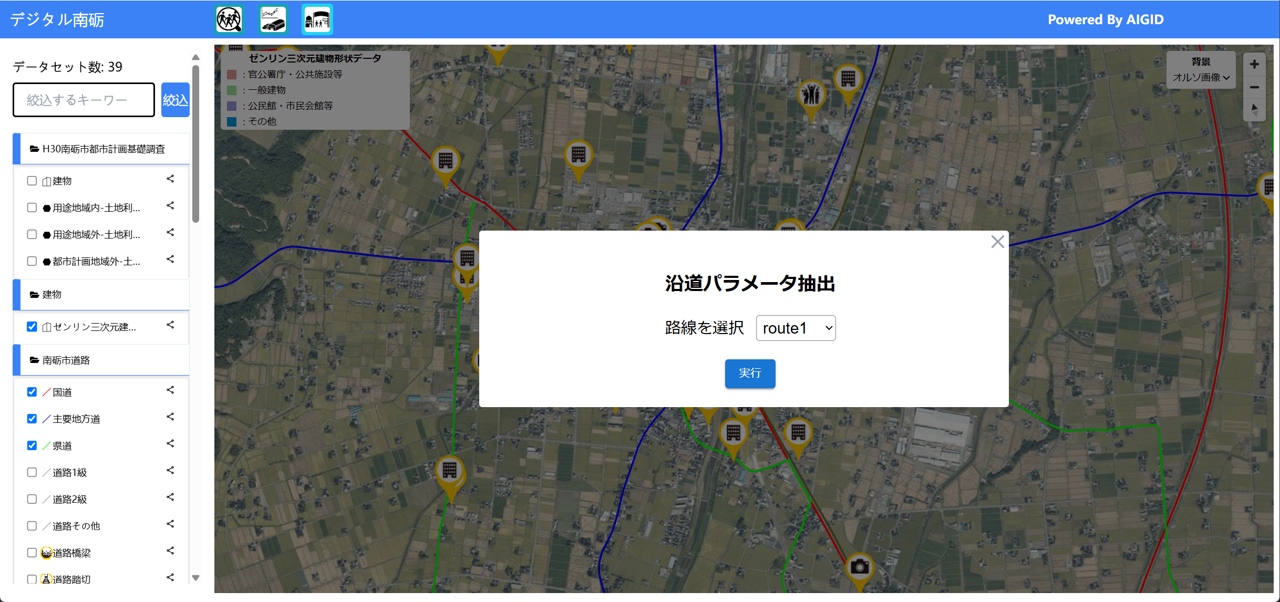 デジタル南砺
Powered By AIGID
データセット数: 39
絞込するキーワー
絞込
H30南砺市都市計画基礎調査
建物
用途地域内-土地利...
用途地域外-土地利...
都市計画地域外-土...
建物
ゼンリン三次元建...
南砺市道路
国道
主要地方道
県道
道路1級
道路2級
道路その他
道路橋梁
道路踏切
ゼンリン三次元建物形状データ
：官公署庁・公共施設等
：一般建物
：公民館・市民会館等
：その他
背景
オルソ画像
+
−
沿道パラメータ抽出
路線を選択 route1
実行